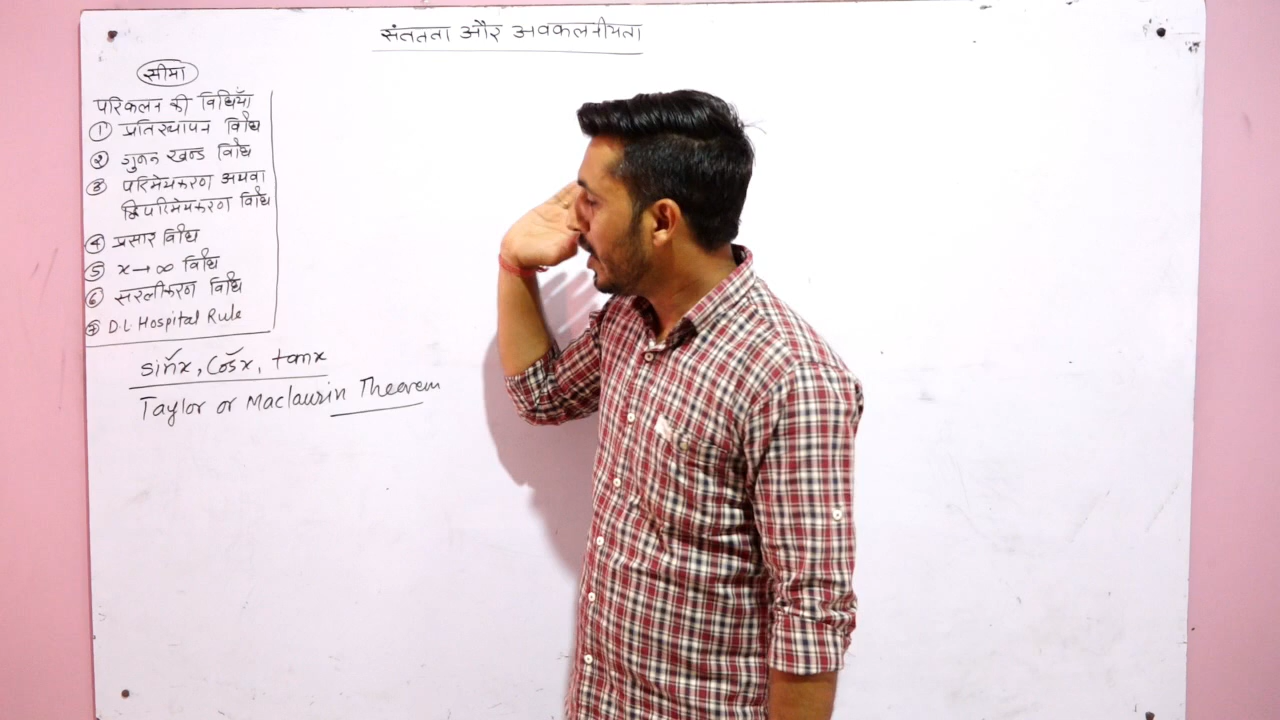 संततता और अवकलनीयता
सीमा
परिकलन की विधियाँ
① प्रतिस्थापन विधि
② गुणन खन्ड विधि
③ परिमेयकरण अथवा
द्विपरिमेयकरण विधि
④ प्रसार विधि
⑤ x→∞ विधि
⑥ सरलीकरण विधि
⑦ D.L. Hospital Rule
sinx, Cosx, tanx
Taylor or Maclaurin Theorem